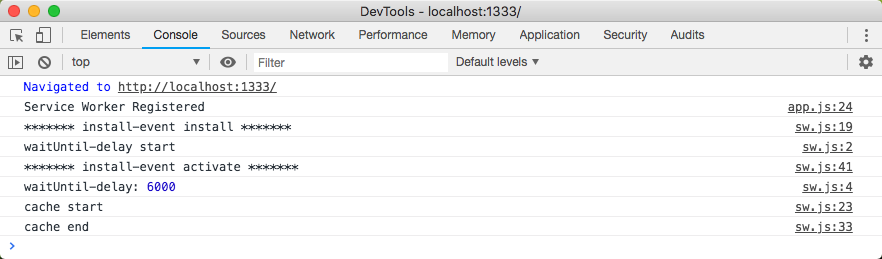 DevTools - localhost:1333/
Elements Console Sources Network Performance Memory Application Security Audits
top ▼ Filter Default levels ▼
Navigated to http://localhost:1333/
Service Worker Registered app.js:24
******* install-event install ******* sw.js:19
waitUntil-delay start sw.js:2
******* install-event activate ******* sw.js:41
waitUntil-delay: 6000 sw.js:4
cache start sw.js:23
cache end sw.js:33
>